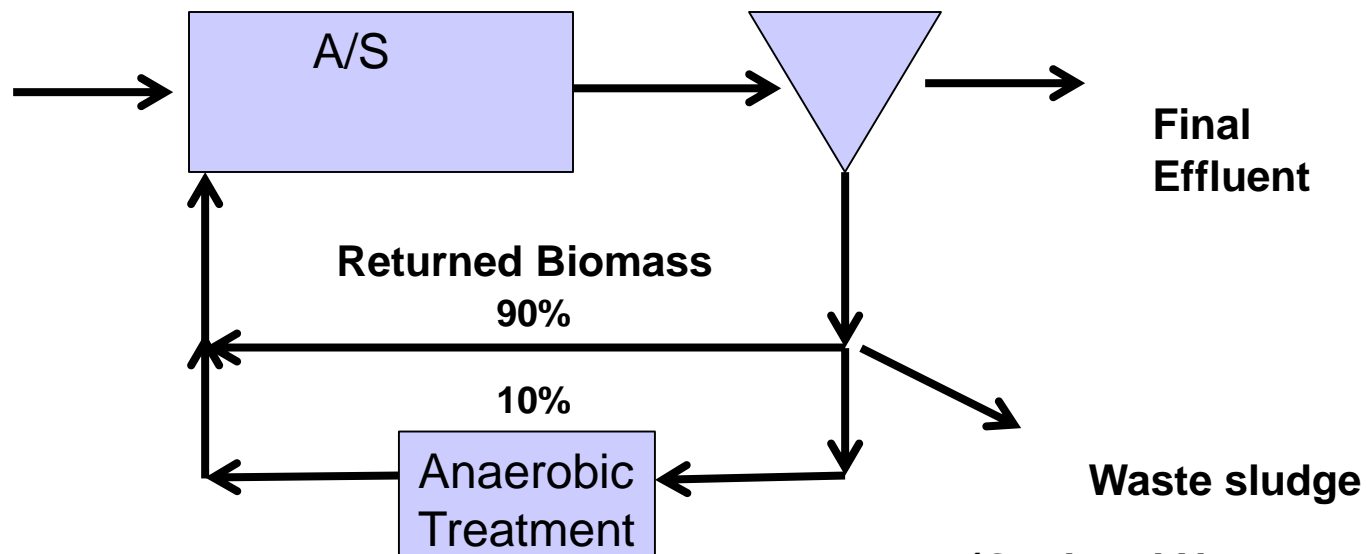 A/S
Final
Effluent
Returned Biomass
90%
10%
Anaerobic
Treatment
Waste sludge